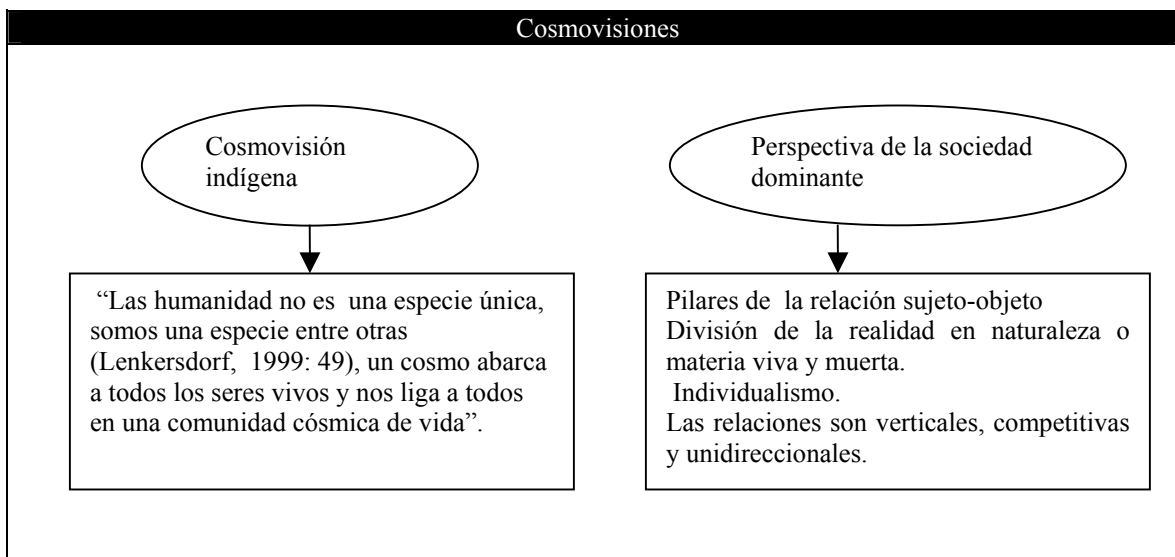 Cosmovisiones
Cosmovisión
indígena
“Las humanidad no es una especie única,
somos una especie entre otras
(Lenkersdorf, 1999: 49), un cosmo abarca
a todos los seres vivos y nos liga a todos
en una comunidad cósmica de vida”.
Perspectiva de la sociedad
dominante
Pilares de la relación sujeto-objeto
División de la realidad en naturaleza o
materia viva y muerta.
Individualismo.
Las relaciones son verticales, competitivas
y unidireccionales.